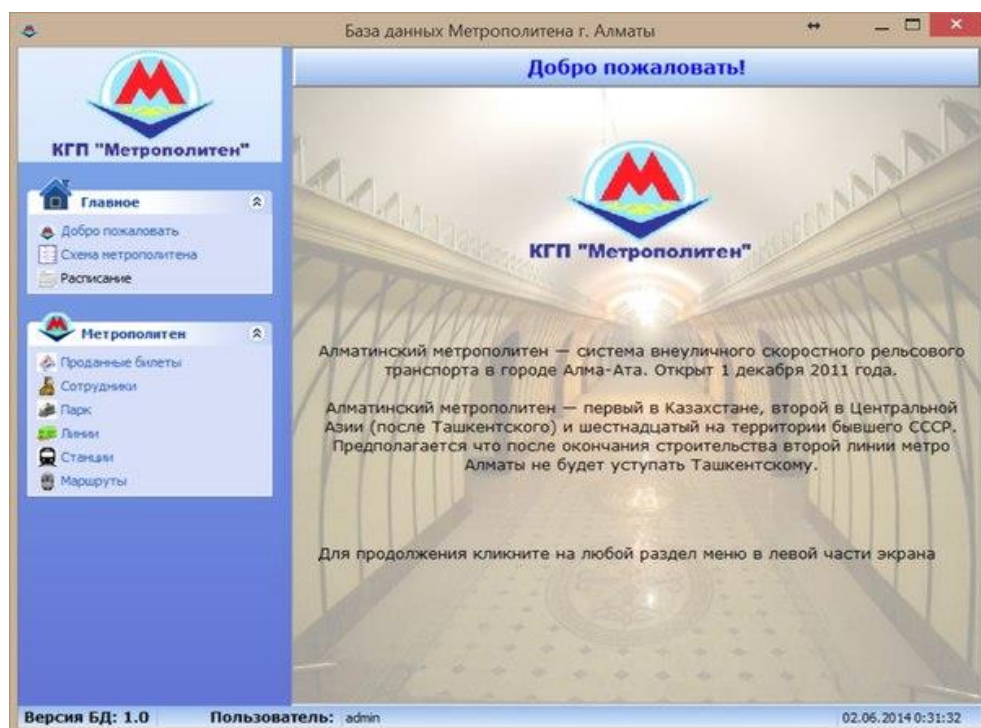 База данных Метрополитена г. Алматы
КГП "Метрополитен"
Главное
Добро пожаловать
Схема метрополитена
Расписание
Метрополитен
Проданные билеты
Сотрудники
Парк
Линии
Станции
Маршруты
Добро пожаловать!
КГП "Метрополитен"
Алматинский метрополитен — система внеуличного скоростного рельсового
транспорта в городе Алма-Ата. Открыт 1 декабря 2011 года.
Алматинский метрополитен — первый в Казахстане, второй в Центральной
Азии (после Ташкентского) и шестнадцатый на территории бывшего СССР.
Предполагается что после окончания строительства второй линии метро
Алматы не будет уступать Ташкентскому.
Для продолжения кликните на любой раздел меню в левой части экрана
Версия БД: 1.0 Пользователь: admin 02.06.2014 0:31:32